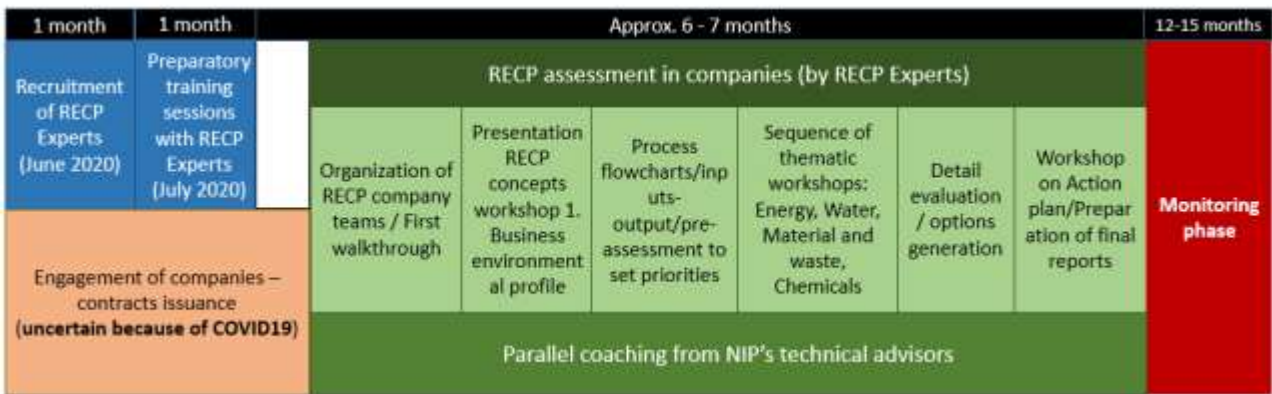 1 month
1 month
Approx. 6 - 7 months
12-15 months
Recruitment
of RECP
Experts
(June 2020)
Preparatory
training
sessions
with RECP
Experts
(July 2020)
Engagement of companies –
contracts issuance
(uncertain because of COVID19)
RECP assessment in companies (by RECP Experts)
Organization of
RECP company
teams / First
walkthrough
Presentation
RECP
concepts
workshop 1.
Business
environment
al profile
Process
flowcharts/inp
uts-
output/pre-
assessment to
set priorities
Sequence of
thematic
workshops:
Energy, Water,
Material and
waste,
Chemicals
Detail
evaluation
/ options
generation
Workshop
on Action
plan/Prepar
ation of final
reports
Parallel coaching from NIP's technical advisors
Monitoring
phase